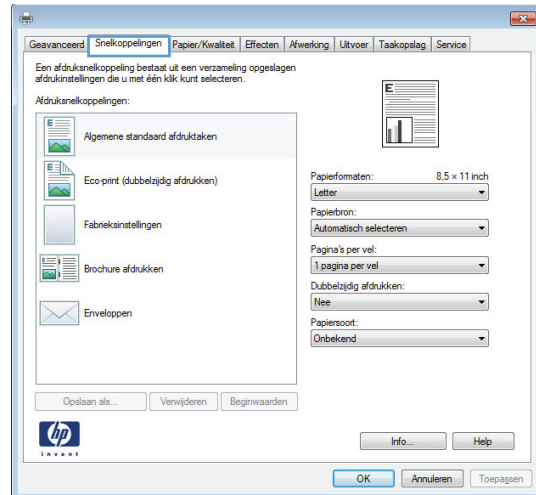 Geavanceerd Snelkoppelingen Papier/Kwaliteit Effecten Afwerking Uitvoer Taakopslag Service
Een afdruksnelkoppeling bestaat uit een verzameling opgeslagen
afdrukinstellingen die u met één klik kunt selecteren.
Afdruksnelkoppelingen:
Algemene standaard afdruktaken
Eco-print (dubbelzijdig afdrukken)
Fabrieksinstellingen
Brochure afdrukken
Enveloppen
Opslaan als... Verwijderen Beginwaarden
E
Papierformaten: 8,5 × 11 inch
Letter
Papierbron:
Automatisch selecteren
Pagina's per vel:
1 pagina per vel
Dubbelzijdig afdrukken:
Nee
Papiersoort:
Onbekend
hp
invent
Info... Help
OK Annuleren Toepassen